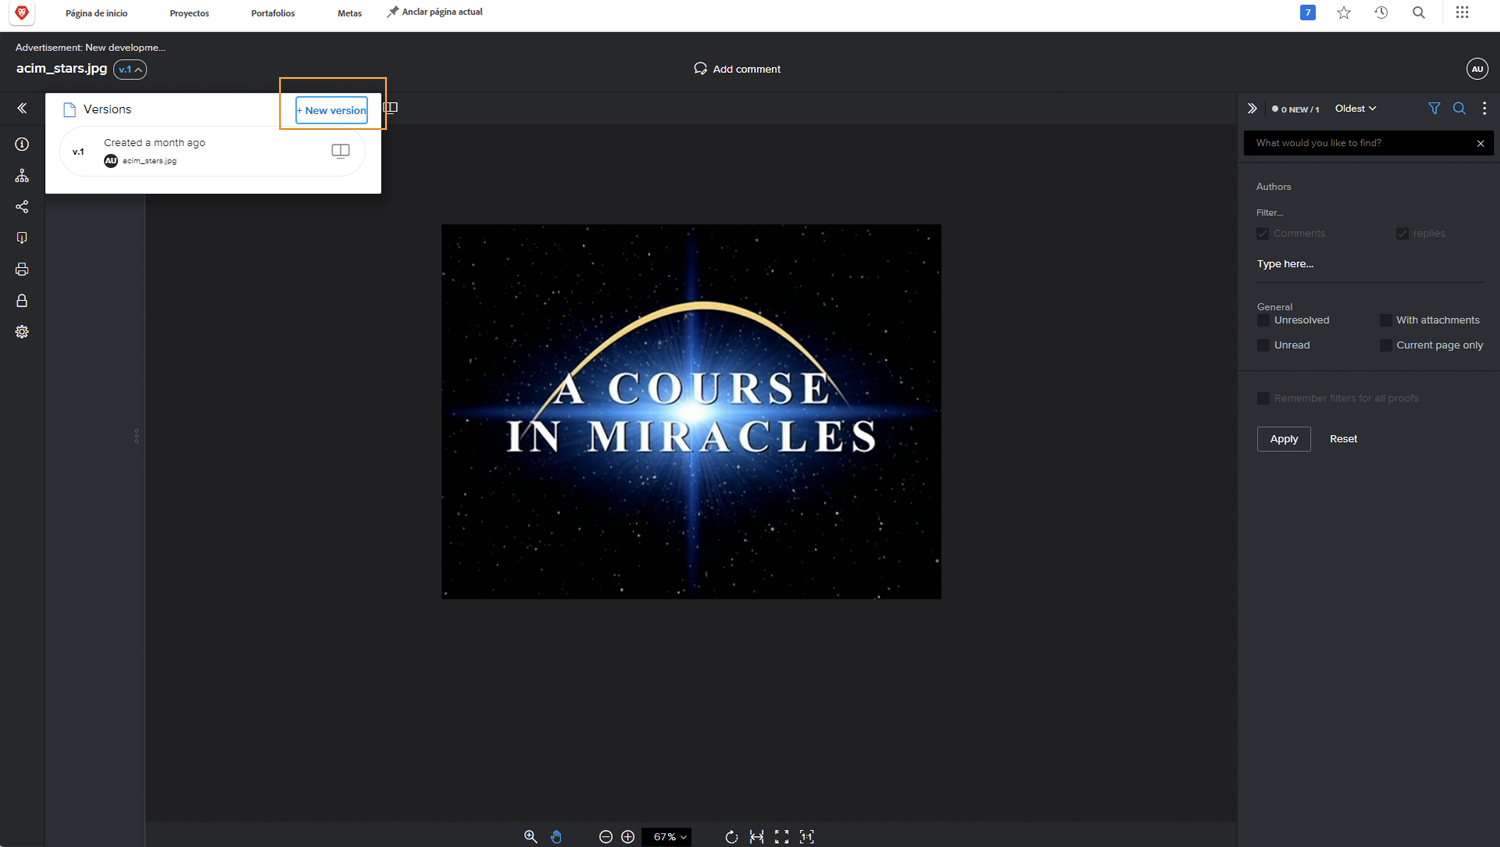 Página de inicio
Proyectos
Portafolios
Metas
Anclar página actual
7
Advertisement: New developme...
acim_stars.jpg
v.1
Add comment
AU
Versions
+ New version
v.1
Created a month ago
AU acim_stars.jpg
0 NEW / 1
Oldest
What would you like to find?
Authors
Filter...
Comments
replies
Type here...
General
Unresolved
With attachments
Unread
Current page only
Remember filters for all proofs
Apply
Reset
A COURSE
IN MIRACLES
67%
1:1